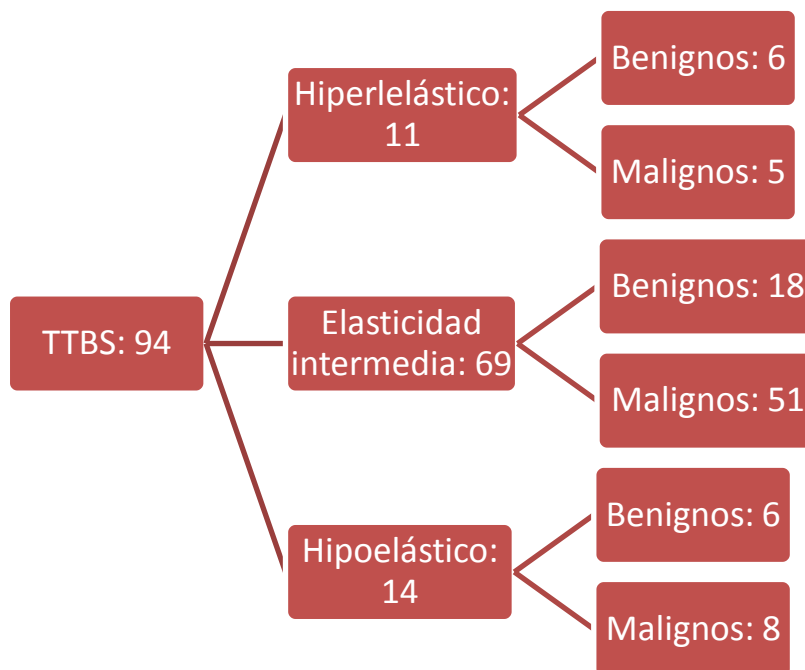 TTBS: 94
Hiperlelástico:
11
Benignos: 6
Malignos: 5
Elasticidad
intermedia: 69
Benignos: 18
Malignos: 51
Hipoelástico:
14
Benignos: 6
Malignos: 8